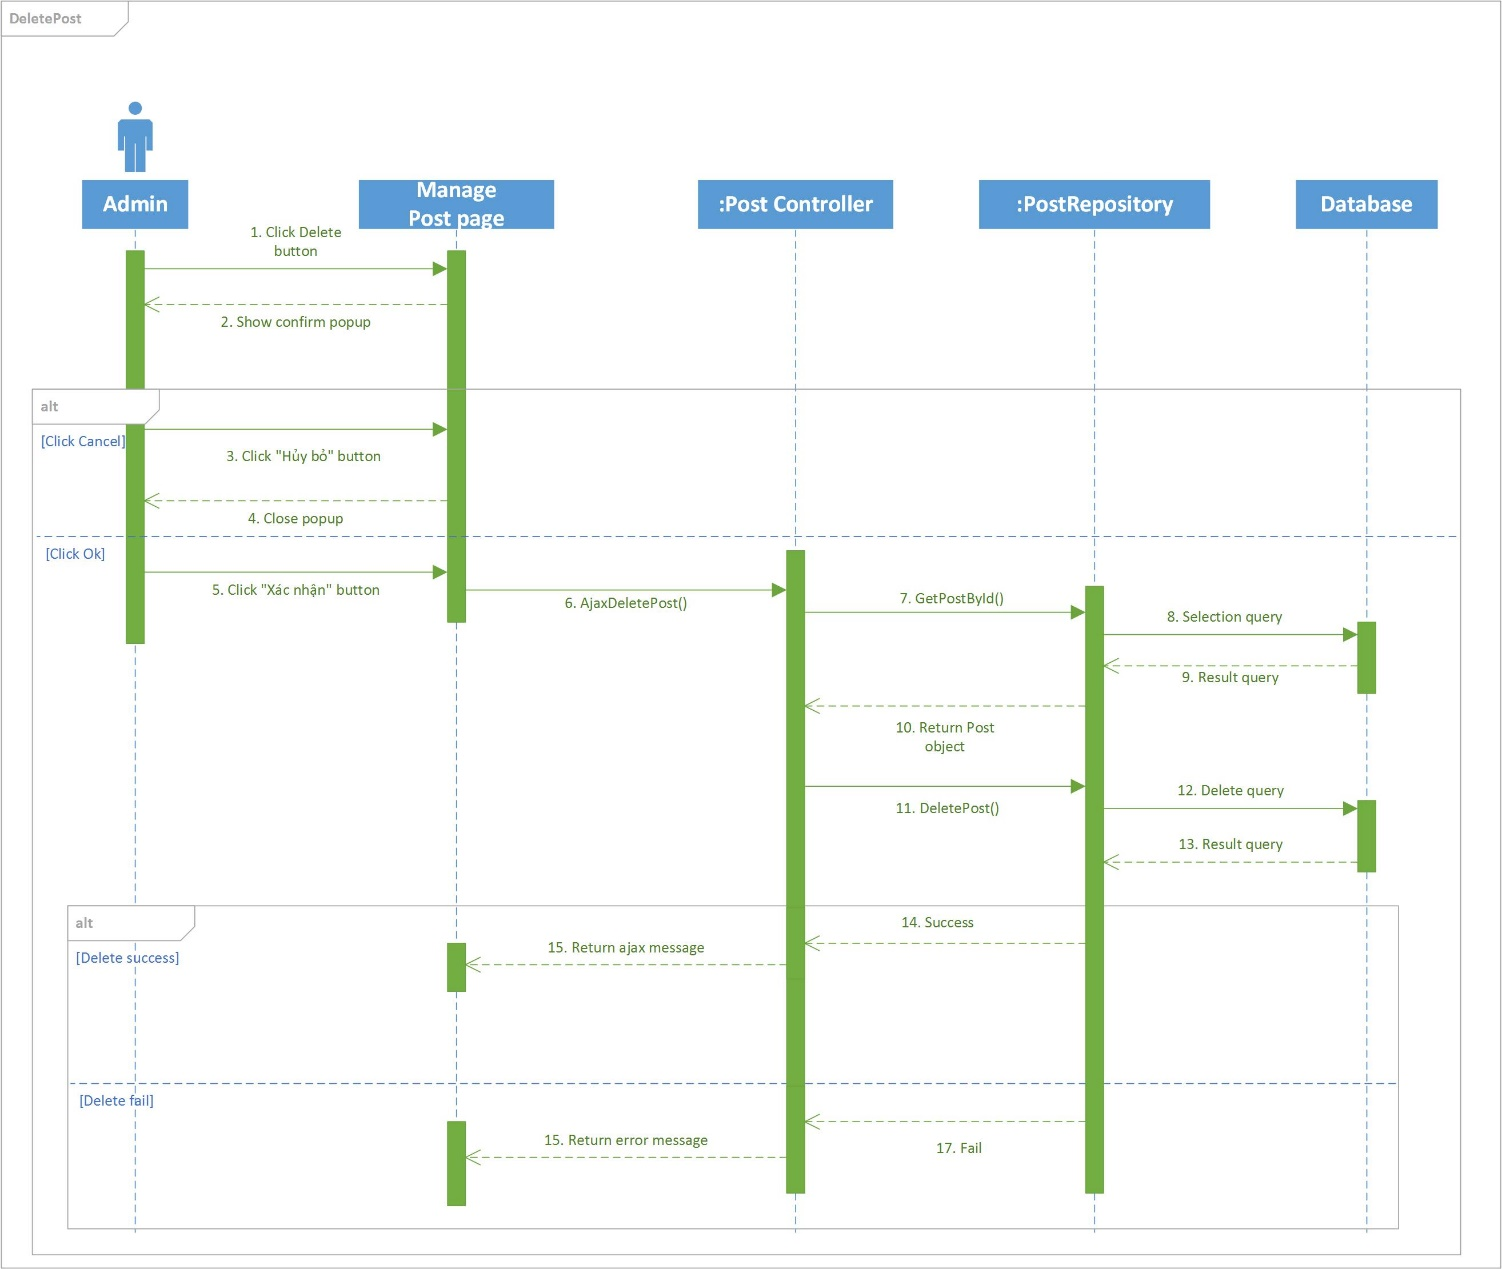 DeletePost
Admin
Manage
Post page
:Post Controller
:PostRepository
Database
1. Click Delete
button
2. Show confirm popup
alt
[Click Cancel]
3. Click "Hủy bỏ" button
4. Close popup
[Click Ok]
5. Click "Xác nhận" button
6. AjaxDeletePost()
7. GetPostById()
8. Selection query
9. Result query
10. Return Post
object
11. DeletePost()
12. Delete query
13. Result query
alt
14. Success
15. Return ajax message
[Delete success]
[Delete fail]
15. Return error message
17. Fail